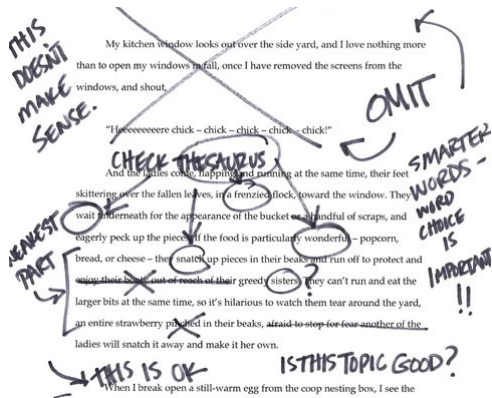 THIS
DOESN'T
MAKE
SENSE.
My kitchen window looks out over the side yard, and I love nothing more
than to open my windows in fall, once I have removed the screens from the
windows, and shout,
OMIT
"Heeeeeeeere chick – chick – chick – chick – chick!"
CHECK THESAURUS
And the ladies come, flapping and running at the same time, their feet
skittering over the fallen leaves, in a frenzied flock, toward the window. They
wait underneath for the appearance of the bucket or a handful of scraps, and
eagerly peck up the pieces. If the food is particularly wonderful – popcorn,
bread, or cheese – they snatch up pieces in their beaks and run off to protect and
enjoy their booty out of reach of their greedy sisters. They can't run and eat the
larger bits at the same time, so it's hilarious to watch them tear around the yard,
an entire strawberry pinched in their beaks, afraid to stop for fear another of the
ladies will snatch it away and make it her own.
SMARTER
WORDS –
WORD
CHOICE
IS
IMPORTANT
!!
WEAKEST
PART
?
THIS IS OK
IS THIS TOPIC GOOD?
When I break open a still-warm egg from the coop nesting box, I see the